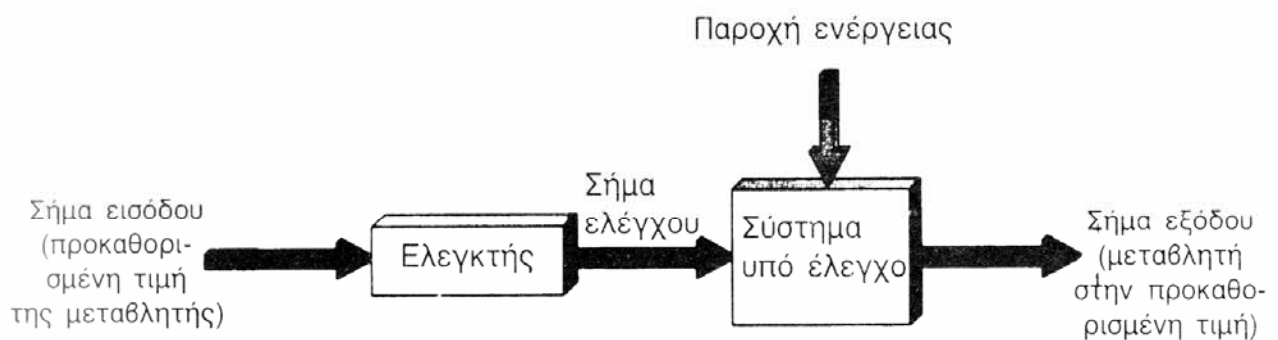 Παροχή ενέργειας
Σήμα εισόδου
(προκαθορι-
σμένη τιμή
της μεταβλητής)
Ελεγκτής
Σήμα
ελέγχου
Σύστημα
υπό έλεγχο
Σήμα εξόδου
(μεταβλητή
στην προκαθο-
ρισμένη τιμή)